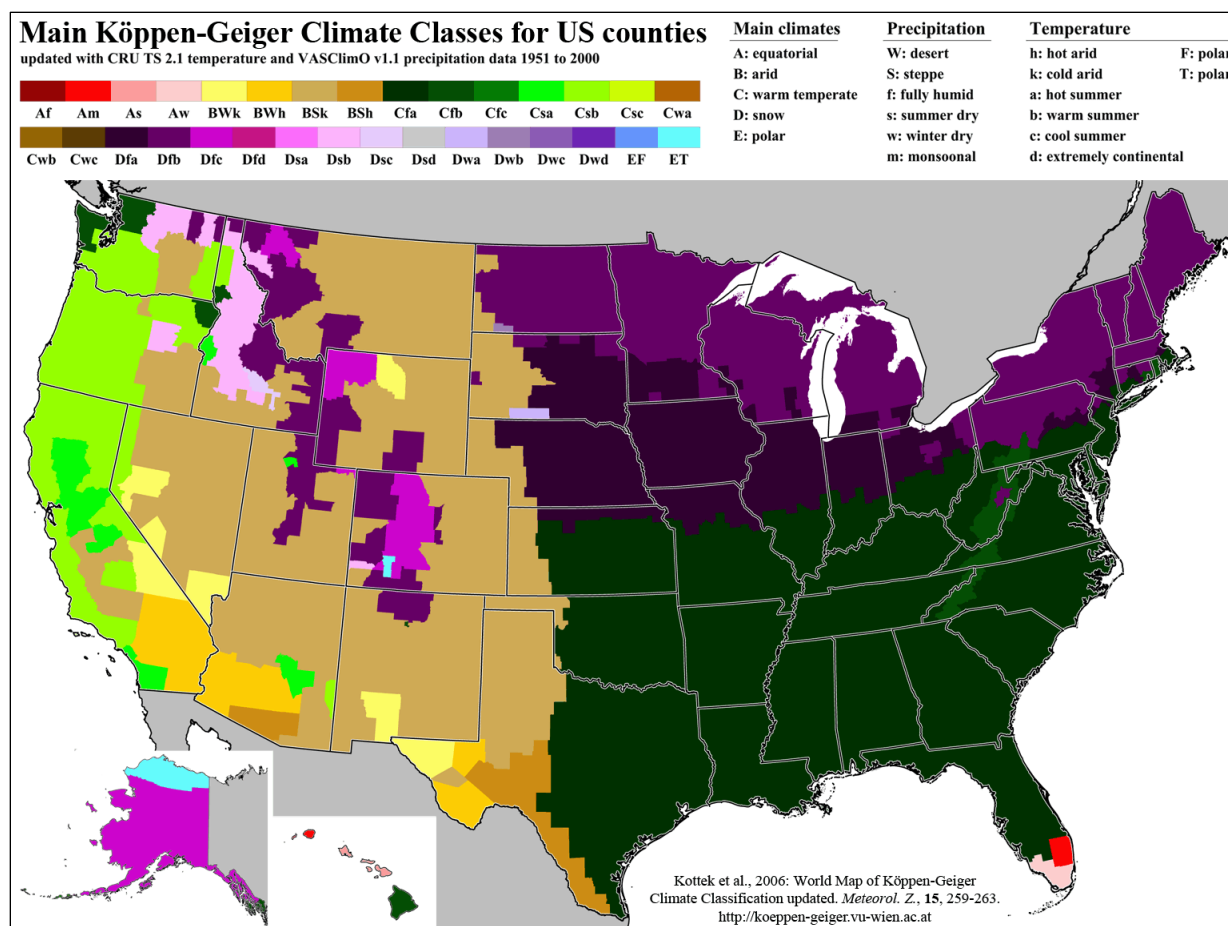 Main Köppen-Geiger Climate Classes for US counties
updated with CRU TS 2.1 temperature and VASClimO v1.1 precipitation data 1951 to 2000
Af Am As Aw BWk BWh BSk BSh Cfa Cfb Cfc Csa Csb Csc Cwa
Cwb Cwc Dfa Dfb Dfc Dfd Dsa Dsb Dsc Dsd Dwa Dwb Dwc Dwd EF ET
Main climates
A: equatorial
B: arid
C: warm temperate
D: snow
E: polar
Precipitation
W: desert
S: steppe
f: fully humid
s: summer dry
w: winter dry
m: monsoonal
Temperature
h: hot arid
k: cold arid
a: hot summer
b: warm summer
c: cool summer
d: extremely continental
F: polar
T: polar
Kottek et al., 2006: World Map of Köppen-Geiger
Climate Classification updated. Meteorol. Z., 15, 259-263.
http://koeppen-geiger.vu-wien.ac.at